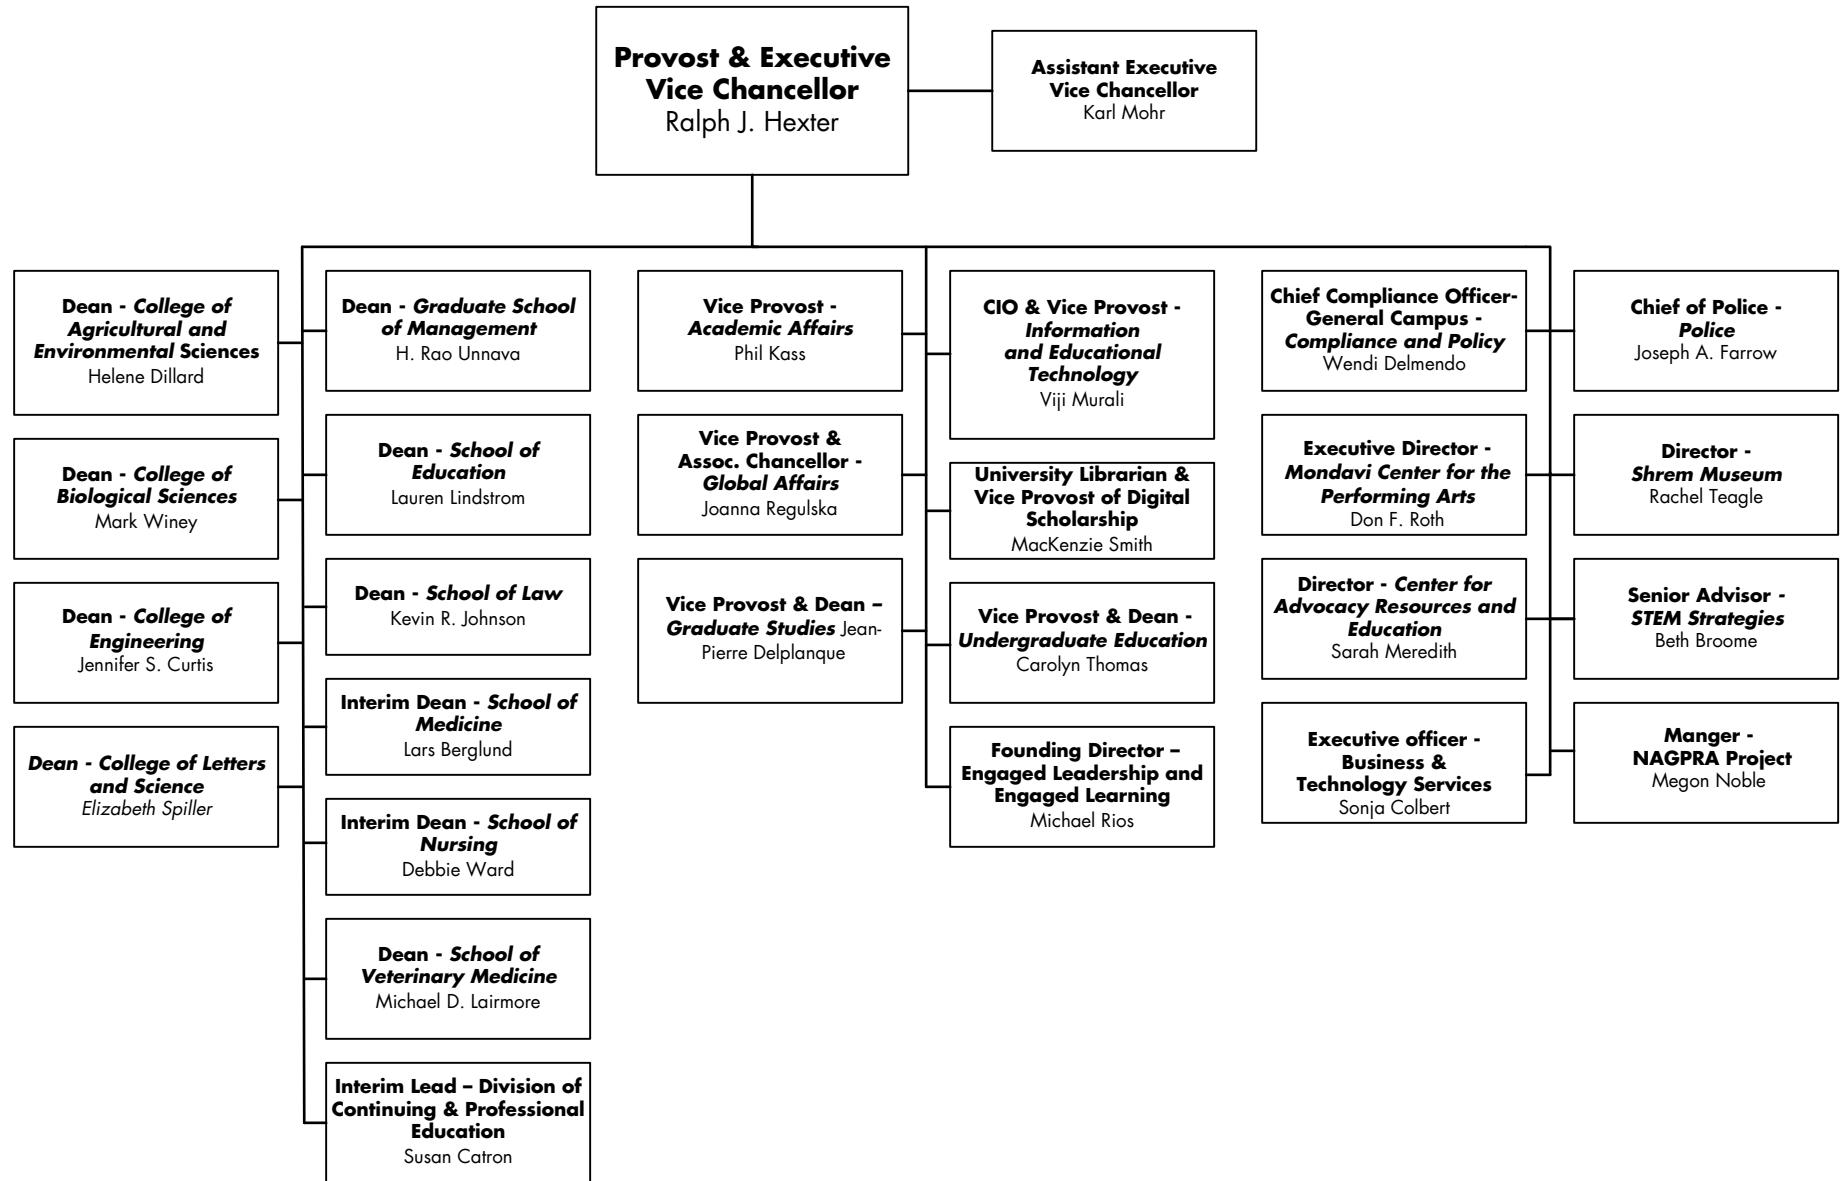 Provost & Executive
Vice Chancellor
Ralph J. Hexter
Assistant Executive
Vice Chancellor
Karl Mohr
Dean - College of
Agricultural and
Environmental Sciences
Helene Dillard
Dean - College of
Biological Sciences
Mark Winey
Dean - College of
Engineering
Jennifer S. Curtis
Dean - College of Letters
and Science
Elizabeth Spiller
Dean - Graduate School
of Management
H. Rao Unnava
Dean - School of
Education
Lauren Lindstrom
Dean - School of Law
Kevin R. Johnson
Interim Dean - School of
Medicine
Lars Berglund
Interim Dean - School of
Nursing
Debbie Ward
Dean - School of
Veterinary Medicine
Michael D. Lairmore
Interim Lead – Division of
Continuing & Professional
Education
Susan Catron
Vice Provost -
Academic Affairs
Phil Kass
Vice Provost &
Assoc. Chancellor -
Global Affairs
Joanna Regulska
Vice Provost & Dean –
Graduate Studies Jean-
Pierre Delplanque
CIO & Vice Provost -
Information
and Educational
Technology
Viji Murali
University Librarian &
Vice Provost of Digital
Scholarship
MacKenzie Smith
Vice Provost & Dean -
Undergraduate Education
Carolyn Thomas
Founding Director –
Engaged Leadership and
Engaged Learning
Michael Rios
Chief Compliance Officer-
General Campus -
Compliance and Policy
Wendi Delmendo
Executive Director -
Mondavi Center for the
Performing Arts
Don F. Roth
Director - Center for
Advocacy Resources and
Education
Sarah Meredith
Executive officer -
Business &
Technology Services
Sonja Colbert
Chief of Police -
Police
Joseph A. Farrow
Director -
Shrem Museum
Rachel Teagle
Senior Advisor -
STEM Strategies
Beth Broome
Manger -
NAGPRA Project
Megon Noble